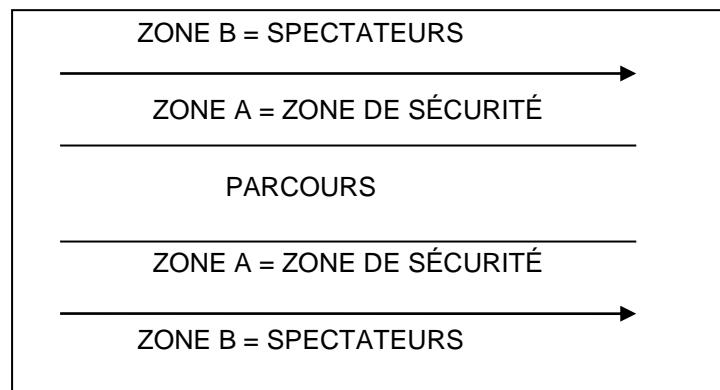 ZONE B = SPECTATEURS
ZONE A = ZONE DE SÉCURITÉ
PARCOURS
ZONE A = ZONE DE SÉCURITÉ
ZONE B = SPECTATEURS